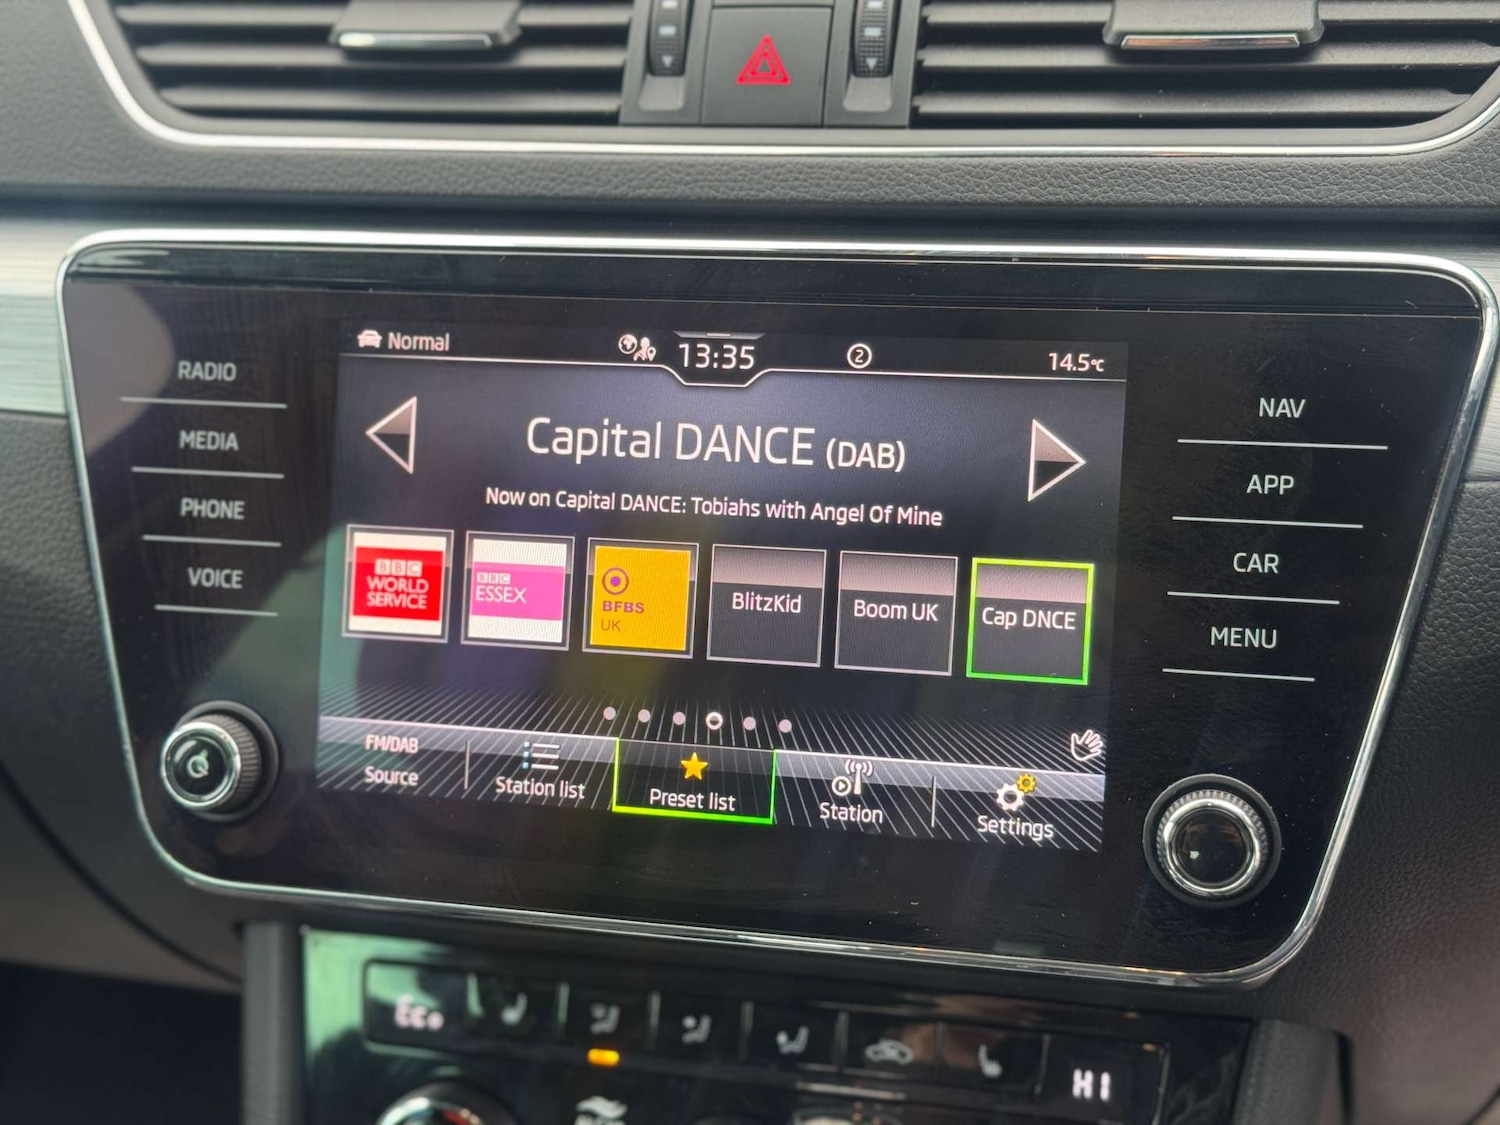 Normal
13:35
2
14.5°C
RADIO
MEDIA
PHONE
VOICE
NAV
APP
CAR
MENU
Capital DANCE (DAB)
Now on Capital DANCE: Tobiahs with Angel Of Mine
BBC
WORLD
SERVICE
BBC
ESSEX
BFBS
UK
BlitzKid
Boom UK
Cap DNCE
FM/DAB
Source
Station list
Preset list
Station
Settings
HI